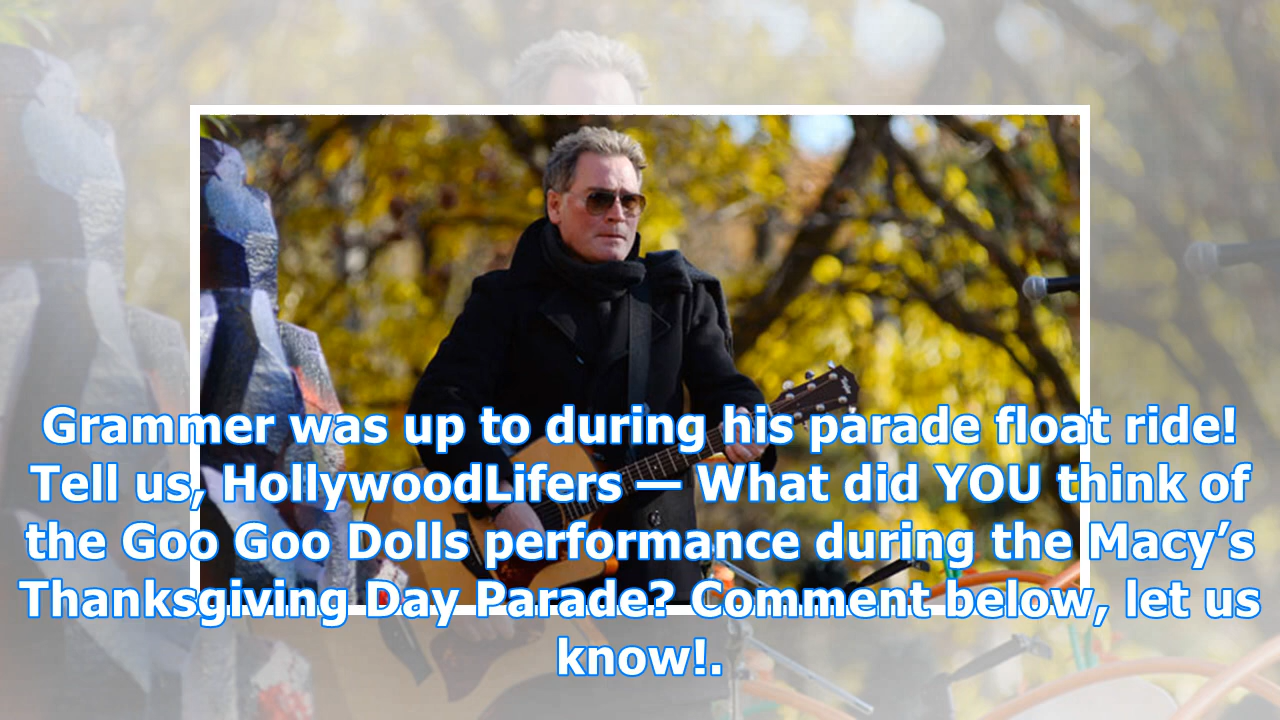 Grammer was up to during his parade float ride!
Tell us, HollywoodLifers — What did YOU think of
the Goo Goo Dolls performance during the Macy’s
Thanksgiving Day Parade? Comment below, let us
know!.